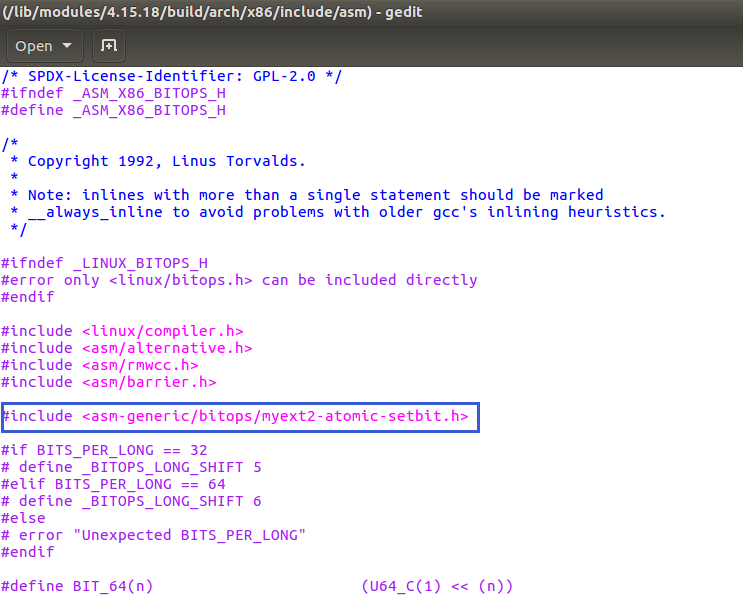 (/lib/modules/4.15.18/build/arch/x86/include/asm) - gedit
Open
/* SPDX-License-Identifier: GPL-2.0 */
#ifndef _ASM_X86_BITOPS_H
#define _ASM_X86_BITOPS_H
/*
 * Copyright 1992, Linus Torvalds.
 *
 * Note: inlines with more than a single statement should be marked
 * __always_inline to avoid problems with older gcc's inlining heuristics.
 */
#ifndef _LINUX_BITOPS_H
#error only <linux/bitops.h> can be included directly
#endif
#include <linux/compiler.h>
#include <asm/alternative.h>
#include <asm/rmwcc.h>
#include <asm/barrier.h>
#include <asm-generic/bitops/myext2-atomic-setbit.h>
#if BITS_PER_LONG == 32
# define _BITOPS_LONG_SHIFT 5
#elif BITS_PER_LONG == 64
# define _BITOPS_LONG_SHIFT 6
#else
# error "Unexpected BITS_PER_LONG"
#endif
#define BIT_64(n) (U64_C(1) << (n))